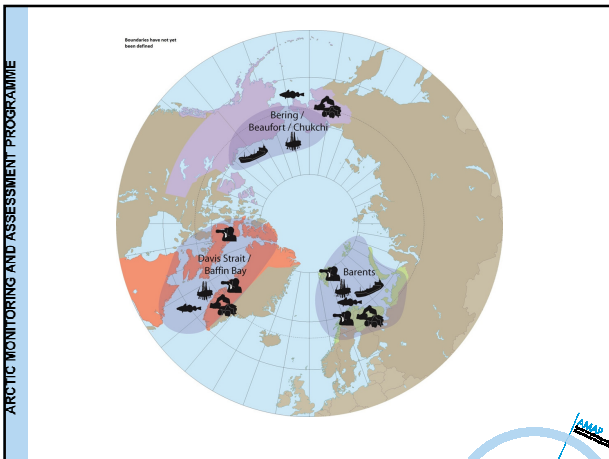 ARCTIC MONITORING AND ASSESSMENT PROGRAMME
Boundaries have not yet
been defined
Bering /
Beaufort / Chukchi
Davis Strait /
Baffin Bay
Barents
AMAP